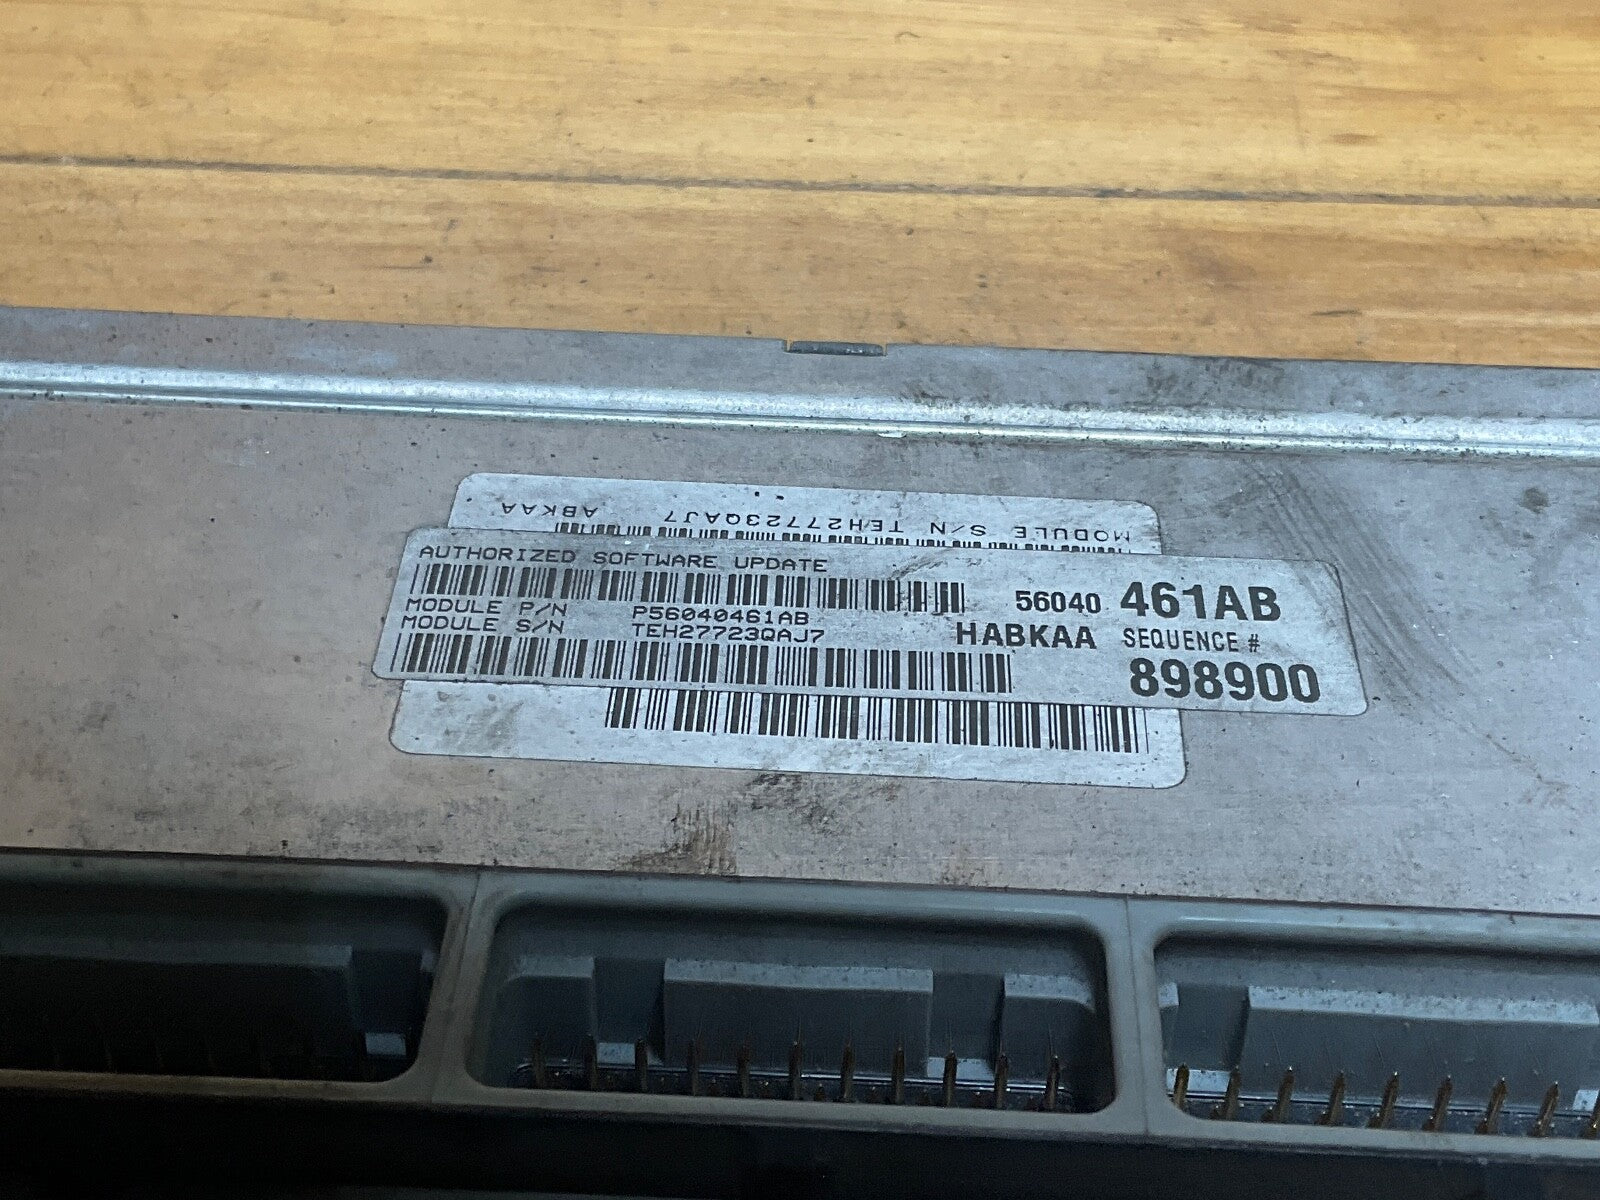 MODULE S/N TEH27723QAJ7 ABKAA
AUTHORIZED SOFTWARE UPDATE
56040 461AB
MODULE P/N P56040461AB
MODULE S/N TEH27723QAJ7
HABKAA SEQUENCE #
898900